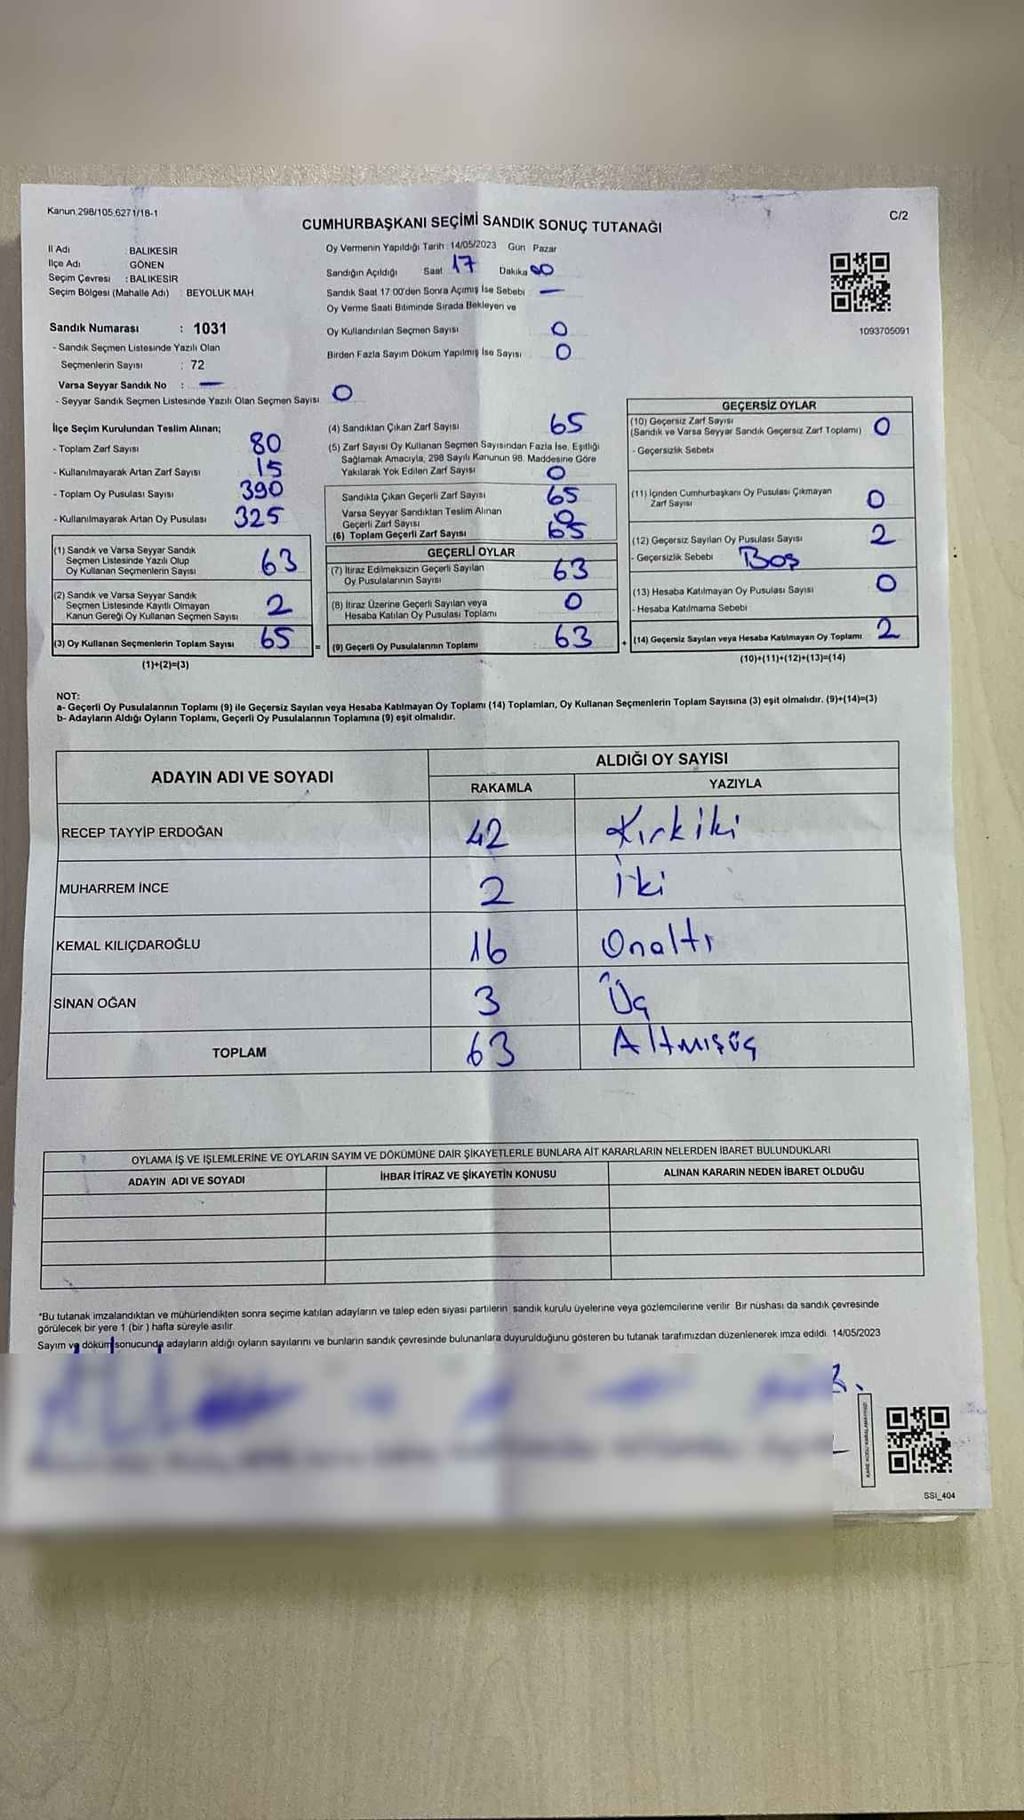 Kanun.298/105,6271/18-1
C/2
CUMHURBAŞKANI SEÇİMİ SANDIK SONUÇ TUTANAĞI
İl Adı BALIKESİR
İlçe Adı GÖNEN
Seçim Çevresi : BALIKESİR
Seçim Bölgesi (Mahalle Adı) BEYOLUK MAH
Oy Vermenin Yapıldığı Tarih: 14/05/2023 Gün Pazar
Sandığın Açıldığı Saat 17 Dakika 00
Sandık Saat 17.00'den Sonra Açımış İse Sebebi —
Oy Verme Saati Bitiminde Sırada Bekleyen ve
Oy Kullandırılan Seçmen Sayısı 0
Birden Fazla Sayım Döküm Yapılmış İse Sayısı 0
1093705091
Sandık Numarası : 1031
- Sandık Seçmen Listesinde Yazılı Olan
Seçmenlerin Sayısı : 72
Varsa Seyyar Sandık No : —
- Seyyar Sandık Seçmen Listesinde Yazılı Olan Seçmen Sayısı 0
İlçe Seçim Kurulundan Teslim Alınan;
- Toplam Zarf Sayısı 80
- Kullanılmayarak Artan Zarf Sayısı 15
- Toplam Oy Pusulası Sayısı 390
- Kullanılmayarak Artan Oy Pusulası 325
(1) Sandık ve Varsa Seyyar Sandık
Seçmen Listesinde Yazılı Olup
Oy Kullanan Seçmenlerin Sayısı 63
(2) Sandık ve Varsa Seyyar Sandık
Seçmen Listesinde Kayıtlı Olmayan
Kanun Gereği Oy Kullanan Seçmen Sayısı 2
(3) Oy Kullanan Seçmenlerin Toplam Sayısı 65
(1)+(2)=(3)
(4) Sandıktan Çıkan Zarf Sayısı 65
(5) Zarf Sayısı Oy Kullanan Seçmen Sayısından Fazla İse, Eşitliği
Sağlamak Amacıyla, 298 Sayılı Kanunun 98. Maddesine Göre
Yakılarak Yok Edilen Zarf Sayısı 0
Sandıkta Çıkan Geçerli Zarf Sayısı 65
Varsa Seyyar Sandıktan Teslim Alınan
Geçerli Zarf Sayısı 0
(6) Toplam Geçerli Zarf Sayısı 65
GEÇERLİ OYLAR
(7) İtiraz Edilmeksizin Geçerli Sayılan
Oy Pusulalarının Sayısı 63
(8) İtiraz Üzerine Geçerli Sayılan veya
Hesaba Katılan Oy Pusulası Toplamı 0
= (9) Geçerli Oy Pusulalarının Toplamı 63
GEÇERSİZ OYLAR
(10) Geçersiz Zarf Sayısı
(Sandık ve Varsa Seyyar Sandık Geçersiz Zarf Toplamı) 0
- Geçersizlik Sebebi
(11) İçinden Cumhurbaşkanı Oy Pusulası Çıkmayan
Zarf Sayısı 0
(12) Geçersiz Sayılan Oy Pusulası Sayısı 2
- Geçersizlik Sebebi Boş
(13) Hesaba Katılmayan Oy Pusulası Sayısı 0
- Hesaba Katılmama Sebebi
+ (14) Geçersiz Sayılan veya Hesaba Katılmayan Oy Toplamı 2
(10)+(11)+(12)+(13)=(14)
NOT:
a- Geçerli Oy Pusulalarının Toplamı (9) ile Geçersiz Sayılan veya Hesaba Katılmayan Oy Toplamı (14) Toplamları, Oy Kullanan Seçmenlerin Toplam Sayısına (3) eşit olmalıdır. (9)+(14)=(3)
b- Adayların Aldığı Oyların Toplamı, Geçerli Oy Pusulalarının Toplamına (9) eşit olmalıdır.
ADAYIN ADI VE SOYADI
ALDIĞI OY SAYISI
RAKAMLA YAZIYLA
RECEP TAYYİP ERDOĞAN 42 Kırkiki
MUHARREM İNCE 2 İki
KEMAL KILIÇDAROĞLU 16 Onaltı
SİNAN OĞAN 3 Üç
TOPLAM 63 Altmışüç
OYLAMA İŞ VE İŞLEMLERİNE VE OYLARIN SAYIM VE DÖKÜMÜNE DAİR ŞİKAYETLERLE BUNLARA AİT KARARLARIN NELERDEN İBARET BULUNDUKLARI
ADAYIN ADI VE SOYADI İHBAR İTİRAZ VE ŞİKAYETİN KONUSU ALINAN KARARIN NEDEN İBARET OLDUĞU
*Bu tutanak imzalandıktan ve mühürlendikten sonra seçime katılan adayların ve talep eden siyasi partilerin sandık kurulu üyelerine veya gözlemcilerine verilir. Bir nüshası da sandık çevresinde
görülecek bir yere 1 (bir ) hafta süreyle asılır.
Sayım ve döküm sonucunda adayların aldığı oyların sayılarını ve bunların sandık çevresinde bulunanlara duyurulduğunu gösteren bu tutanak tarafımızdan düzenlenerek imza edildi. 14/05/2023
SSI_404